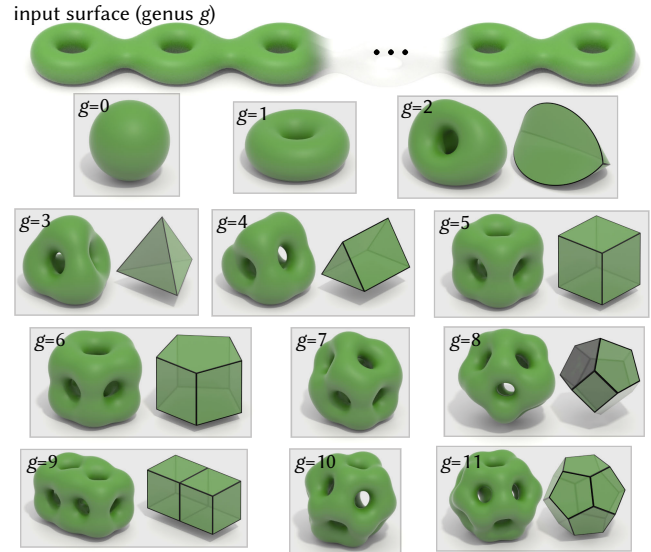 input surface (genus g)
...
g=0
g=1
g=2
g=3
g=4
g=5
g=6
g=7
g=8
g=9
g=10
g=11